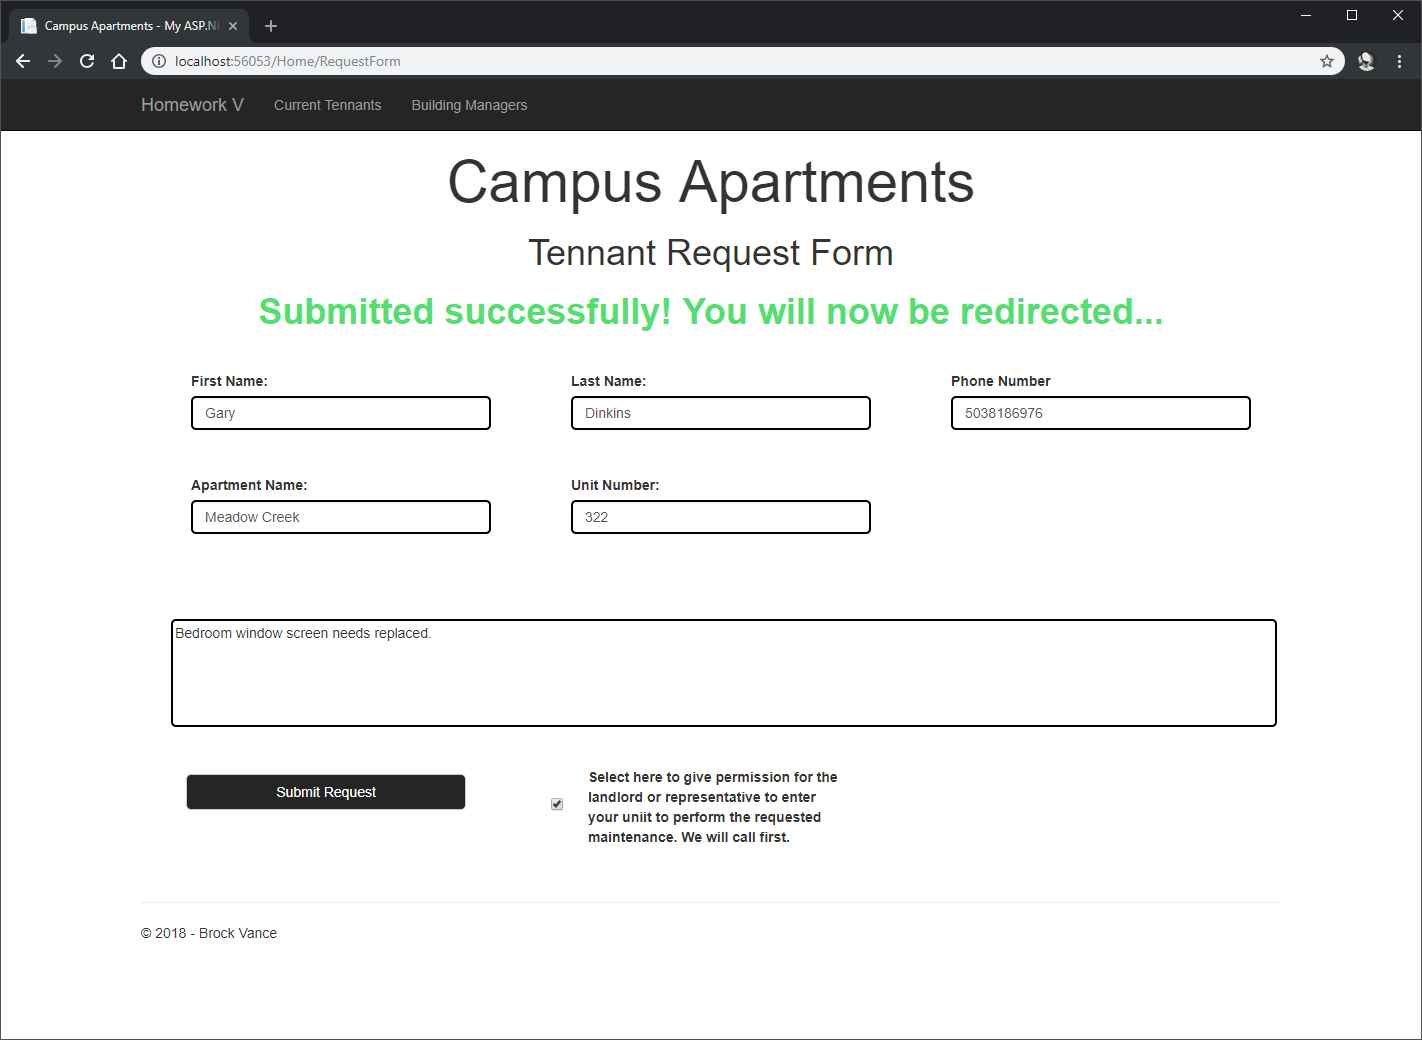 Campus Apartments - My ASP.N
localhost:56053/Home/RequestForm
Homework V Current Tennants Building Managers
Campus Apartments
Tennant Request Form
Submitted successfully! You will now be redirected...
First Name: Last Name: Phone Number
Gary Dinkins 5038186976
Apartment Name: Unit Number:
Meadow Creek 322
Bedroom window screen needs replaced.
Submit Request
Select here to give permission for the
landlord or representative to enter
your uniit to perform the requested
maintenance. We will call first.
© 2018 - Brock Vance